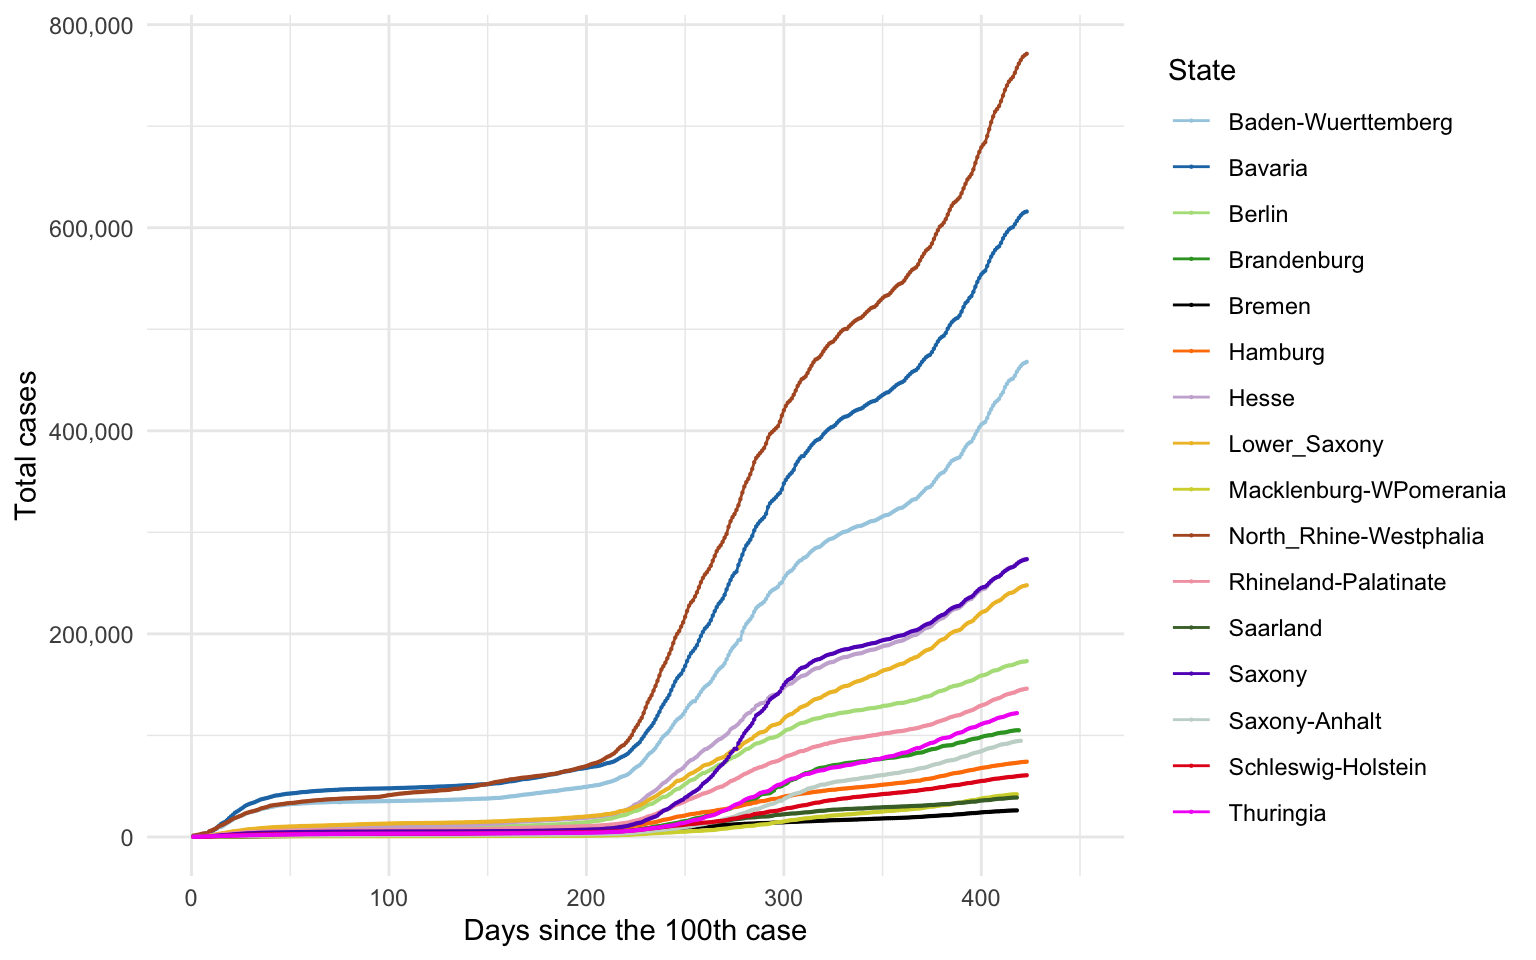 800,000
600,000
400,000
200,000
0
Total cases
0 100 200 300 400
Days since the 100th case
State
Baden-Wuerttemberg
Bavaria
Berlin
Brandenburg
Bremen
Hamburg
Hesse
Lower_Saxony
Macklenburg-WPomerania
North_Rhine-Westphalia
Rhineland-Palatinate
Saarland
Saxony
Saxony-Anhalt
Schleswig-Holstein
Thuringia